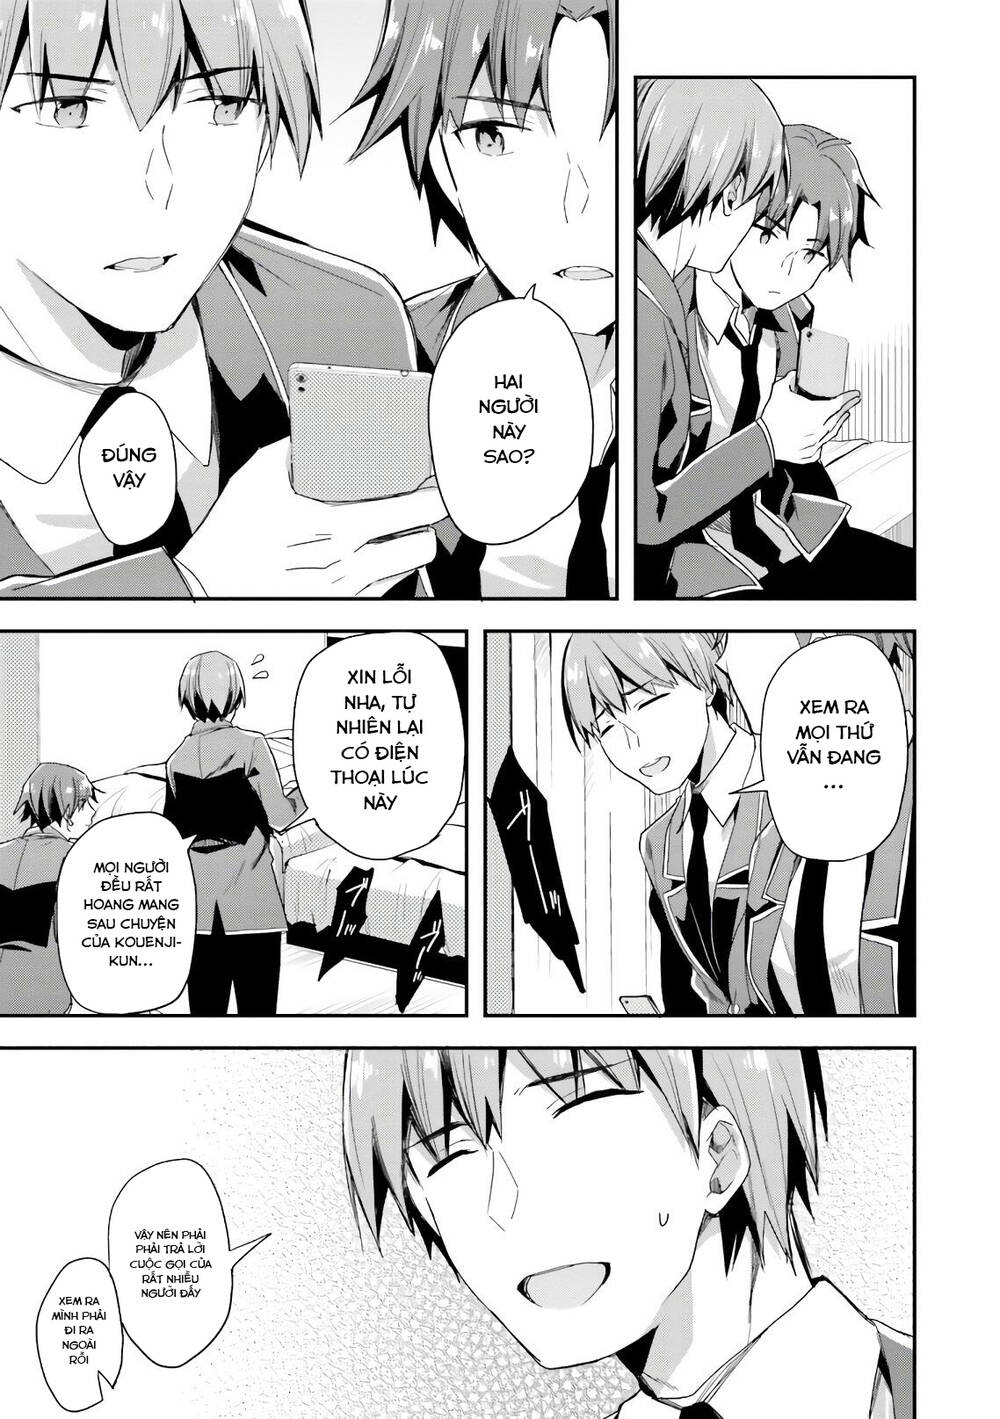 HAI
NGƯỜI
NÀY
SAO?
ĐÚNG
VẬY
XEM RA
MỌI THỨ
VẪN ĐANG
...
XIN LỖI
NHA, TỰ
NHIÊN LẠI
CÓ ĐIỆN
THOẠI LÚC
NÀY
MỌI NGƯỜI
ĐỀU RẤT
HOANG MANG
SAU CHUYỆN
CỦA KOUENJI-
KUN...
VẬY NÊN PHẢI
PHẢI TRẢ LỜI
CUỘC GỌI CỦA
RẤT NHIỀU
NGƯỜI ĐẤY
XEM RA
MÌNH PHẢI
ĐI RA
NGOÀI
RỒI